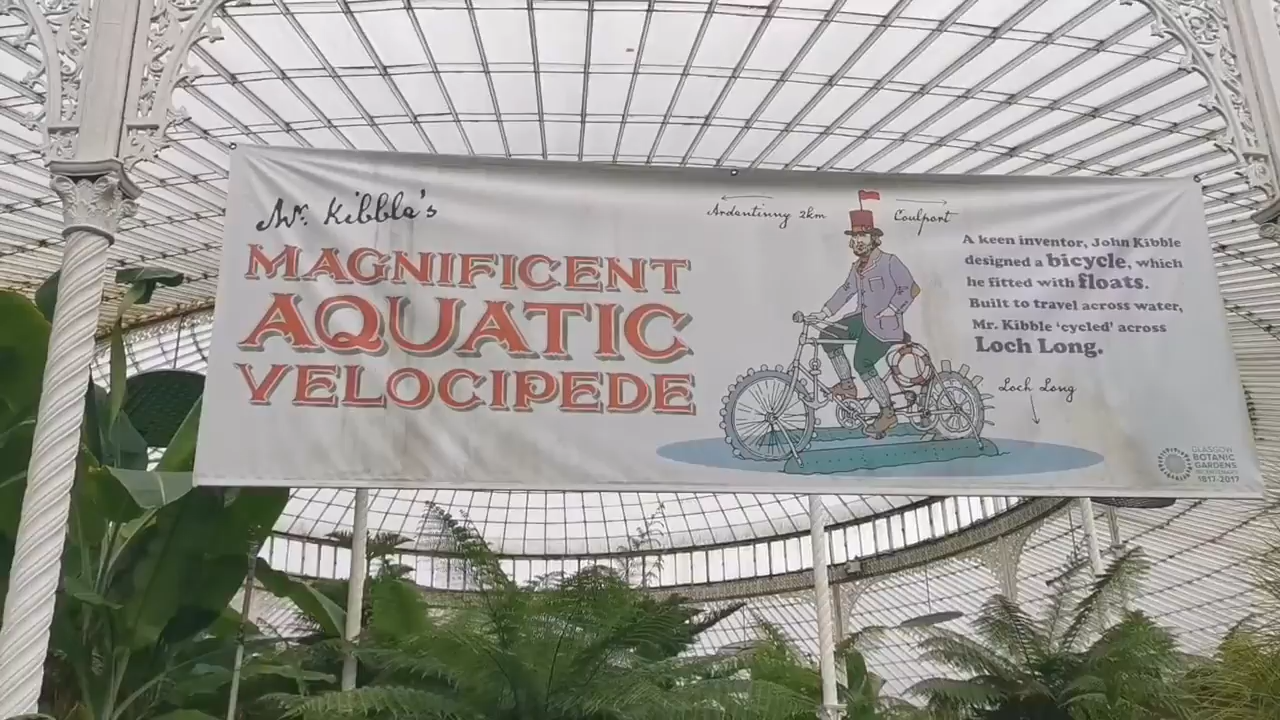 Mr. Kibble's
MAGNIFICENT
AQUATIC
VELOCIPEDE
Ardentinny 2km
Coulport
A keen inventor, John Kibble
designed a bicycle, which
he fitted with floats.
Built to travel across water,
Mr. Kibble 'cycled' across
Loch Long.
Loch Long
GLASGOW
BOTANIC
GARDENS
1817-2017